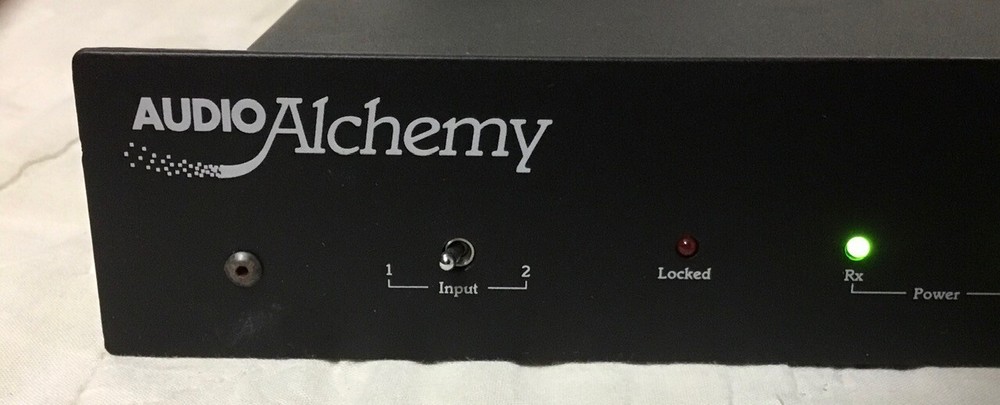 AUDIO Alchemy
1 Input 2
Locked
Rx
Power